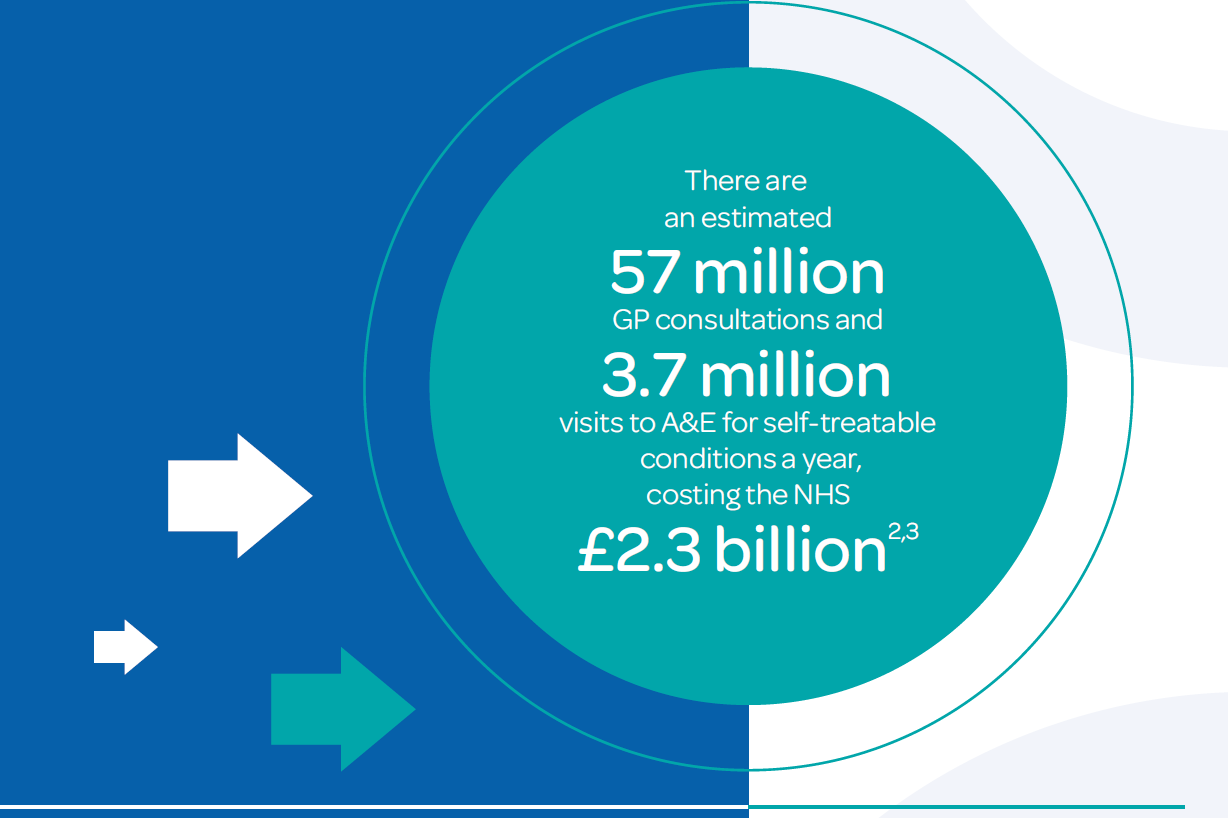 There are
an estimated
57 million
GP consultations and
3.7 million
visits to A&E for self-treatable
conditions a year,
costing the NHS
£2.3 billion2,3